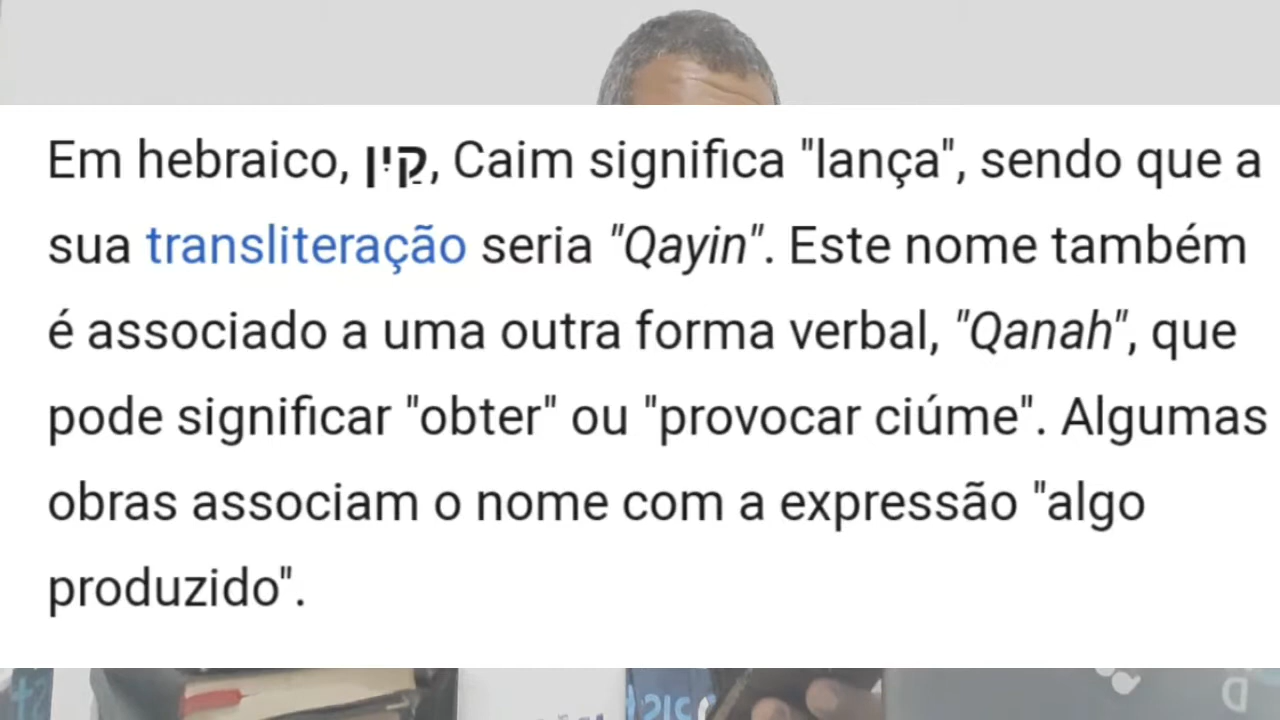 Em hebraico, קַיִן, Caim significa "lança", sendo que a
sua transliteração seria "Qayin". Este nome também
é associado a uma outra forma verbal, "Qanah", que
pode significar "obter" ou "provocar ciúme". Algumas
obras associam o nome com a expressão "algo
produzido".